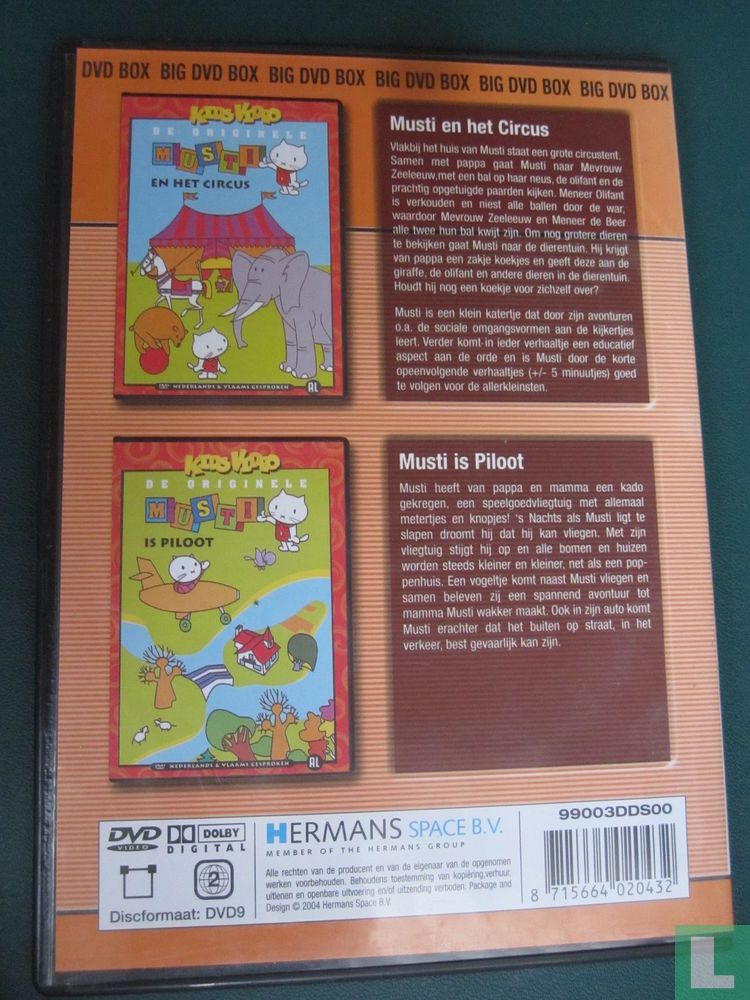 DVD BOX BIG DVD BOX BIG DVD BOX BIG DVD BOX BIG DVD BOX BIG DVD BOX
KIDS VIDEO
DE ORIGINELE
MUSTI
EN HET CIRCUS
NEDERLANDS & VLAAMS GESPROKEN
AL
Musti en het Circus
Vlakbij het huis van Musti staat een grote circustent.
Samen met pappa gaat Musti naar Mevrouw
Zeeleeuw,met een bal op haar neus, de olifant en de
prachtig opgetuigde paarden kijken. Meneer Olifant
is verkouden en niest alle ballen door de war,
waardoor Mevrouw Zeeleeuw en Meneer de Beer
alle twee hun bal kwijt zijn. Om nog grotere dieren
te bekijken gaat Musti naar de dierentuin. Hij krijgt
van pappa een zakje koekjes en geeft deze aan de
giraffe, de olifant en andere dieren in de dierentuin.
Houdt hij nog een koekje voor zichzelf over?
Musti is een klein katertje dat door zijn avonturen
o.a. de sociale omgangsvormen aan de kijkertjes
leert. Verder komt in ieder verhaaltje een educatief
aspect aan de orde en is Musti door de korte
opeenvolgende verhaaltjes (+/- 5 minuutjes) goed
te volgen voor de allerkleinsten.
KIDS VIDEO
DE ORIGINELE
MUSTI
IS PILOOT
NEDERLANDS & VLAAMS GESPROKEN
AL
Musti is Piloot
Musti heeft van pappa en mamma een kado
gekregen, een speelgoedvliegtuig met allemaal
metertjes en knopjes! 's Nachts als Musti ligt te
slapen droomt hij dat hij kan vliegen. Met zijn
vliegtuig stijgt hij op en alle bomen en huizen
worden steeds kleiner en kleiner, net als een pop-
penhuis. Een vogeltje komt naast Musti vliegen en
samen beleven zij een spannend avontuur tot
mamma Musti wakker maakt. Ook in zijn auto komt
Musti erachter dat het buiten op straat, in het
verkeer, best gevaarlijk kan zijn.
DVD VIDEO
DOLBY DIGITAL
2
Discformaat: DVD9
HERMANS SPACE B.V.
MEMBER OF THE HERMANS GROUP
Alle rechten van de producent en van de eigenaar van de opgenomen
werken voorbehouden. Behoudens toestemming van kopiëring,verhuur,
uitlenen en openbare uitvoering en/of uitzending verboden. Package and
Design © 2004 Hermans Space B.V.
99003DDS00
8 715664 020432
L